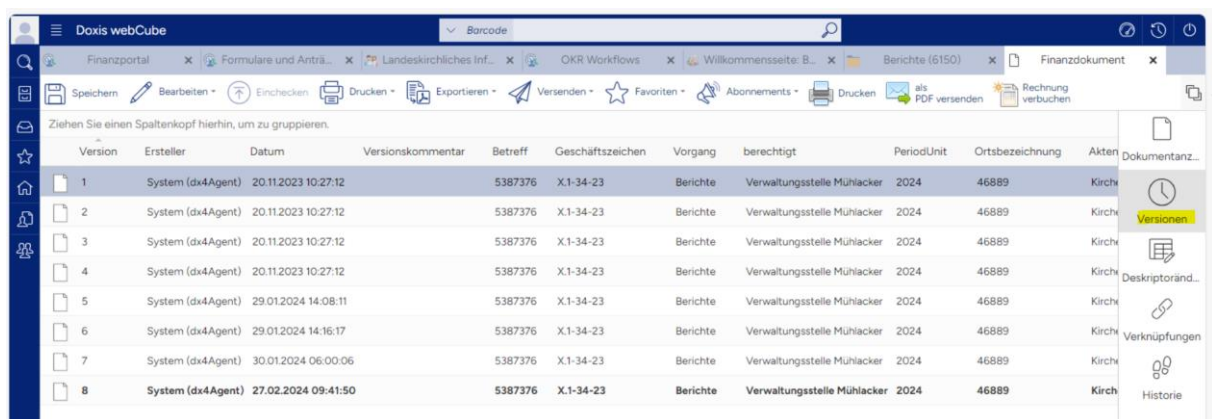 Doxis webCube
Barcode
Finanzportal
Formulare und Anträ...
Landeskirchliches Inf...
OKR Workflows
Willkommensseite: B...
Berichte (6150)
Finanzdokument
Speichern Bearbeiten Einchecken Drucken Exportieren Versenden Favoriten Abonnements Drucken als PDF versenden Rechnung verbuchen
Ziehen Sie einen Spaltenkopf hierhin, um zu gruppieren.
Version Ersteller Datum Versionskommentar Betreff Geschäftszeichen Vorgang berechtigt PeriodUnit Ortsbezeichnung Akten
1 System (dx4Agent) 20.11.2023 10:27:12 5387376 X.1-34-23 Berichte Verwaltungsstelle Mühlacker 2024 46889 Kirche
2 System (dx4Agent) 20.11.2023 10:27:12 5387376 X.1-34-23 Berichte Verwaltungsstelle Mühlacker 2024 46889 Kirche
3 System (dx4Agent) 20.11.2023 10:27:12 5387376 X.1-34-23 Berichte Verwaltungsstelle Mühlacker 2024 46889 Kirche
4 System (dx4Agent) 20.11.2023 10:27:12 5387376 X.1-34-23 Berichte Verwaltungsstelle Mühlacker 2024 46889 Kirche
5 System (dx4Agent) 29.01.2024 14:08:11 5387376 X.1-34-23 Berichte Verwaltungsstelle Mühlacker 2024 46889 Kirche
6 System (dx4Agent) 29.01.2024 14:16:17 5387376 X.1-34-23 Berichte Verwaltungsstelle Mühlacker 2024 46889 Kirche
7 System (dx4Agent) 30.01.2024 06:00:06 5387376 X.1-34-23 Berichte Verwaltungsstelle Mühlacker 2024 46889 Kirche
8 System (dx4Agent) 27.02.2024 09:41:50 5387376 X.1-34-23 Berichte Verwaltungsstelle Mühlacker 2024 46889 Kirch
Dokumentanz...
Versionen
Deskriptoränd...
Verknüpfungen
Historie